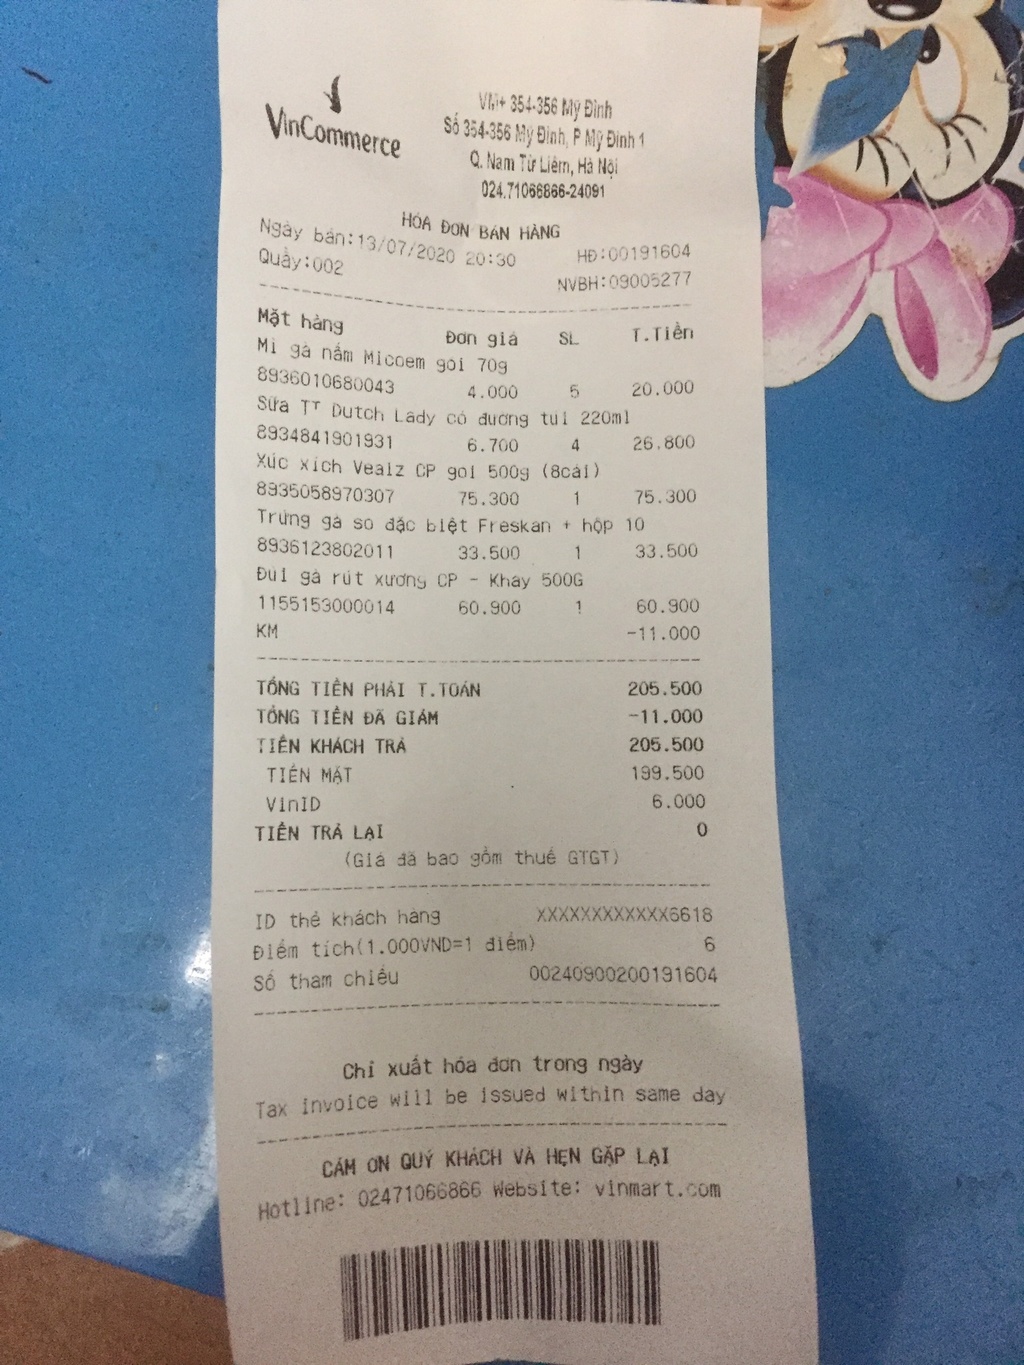 VinCommerce
VM+ 354-356 Mỹ Đình
Số 354-356 Mỹ Đình, P Mỹ Đình 1
Q. Nam Từ Liêm, Hà Nội
024.71066866-24091
HÓA ĐƠN BÁN HÀNG
Ngày bán:13/07/2020 20:30 HĐ:00191604
Quầy:002 NVBH:09005277
Mặt hàng Đơn giá SL T.Tiền
Mì gà nấm Micoem gói 70g
8936010680043 4.000 5 20.000
Sữa TT Dutch Lady có đường túi 220ml
8934841901931 6.700 4 26.800
Xúc xích Vealz CP gói 500g (8cái)
8935058970307 75.300 1 75.300
Trứng gà so đặc biệt Freskan + hộp 10
8936123802011 33.500 1 33.500
Đùi gà rút xương CP - Khay 500G
1155153000014 60.900 1 60.900
KM -11.000
TỔNG TIỀN PHẢI T.TOÁN 205.500
TỔNG TIỀN ĐÃ GIẢM -11.000
TIỀN KHÁCH TRẢ 205.500
TIỀN MẶT 199.500
VinID 6.000
TIỀN TRẢ LẠI 0
(Giá đã bao gồm thuế GTGT)
ID thẻ khách hàng XXXXXXXXXXXX6618
Điểm tích(1.000VND=1 điểm) 6
Số tham chiếu 00240900200191604
Chỉ xuất hóa đơn trong ngày
Tax invoice will be issued within same day
CẢM ƠN QUÝ KHÁCH VÀ HẸN GẶP LẠI
Hotline: 02471066866 Website: vinmart.com